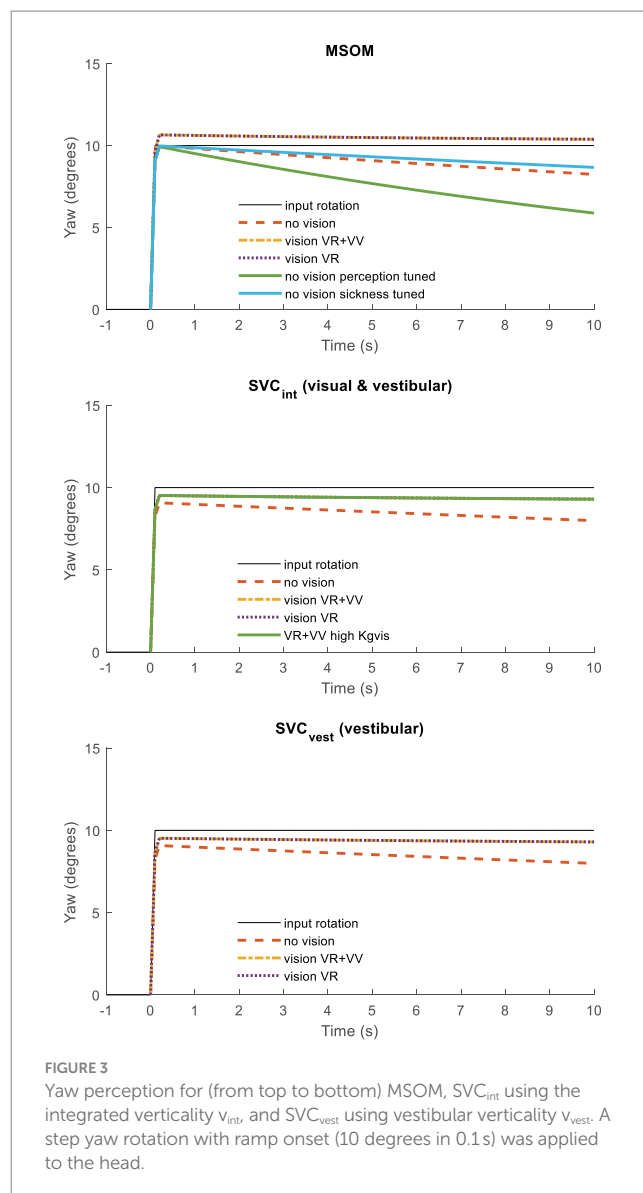 MSOM
15
10
5
0
Yaw (degrees)
input rotation
no vision
vision VR+VV
vision VR
no vision perception tuned
no vision sickness tuned
-1 0 1 2 3 4 5 6 7 8 9 10
Time (s)
SVCint (visual & vestibular)
15
10
5
0
Yaw (degrees)
input rotation
no vision
vision VR+VV
vision VR
VR+VV high Kgvis
-1 0 1 2 3 4 5 6 7 8 9 10
Time (s)
SVCvest (vestibular)
15
10
5
0
Yaw (degrees)
input rotation
no vision
vision VR+VV
vision VR
-1 0 1 2 3 4 5 6 7 8 9 10
Time (s)
FIGURE 3
Yaw perception for (from top to bottom) MSOM, SVCint using the
integrated verticality vint, and SVCvest using vestibular verticality vvest. A
step yaw rotation with ramp onset (10 degrees in 0.1 s) was applied
to the head.